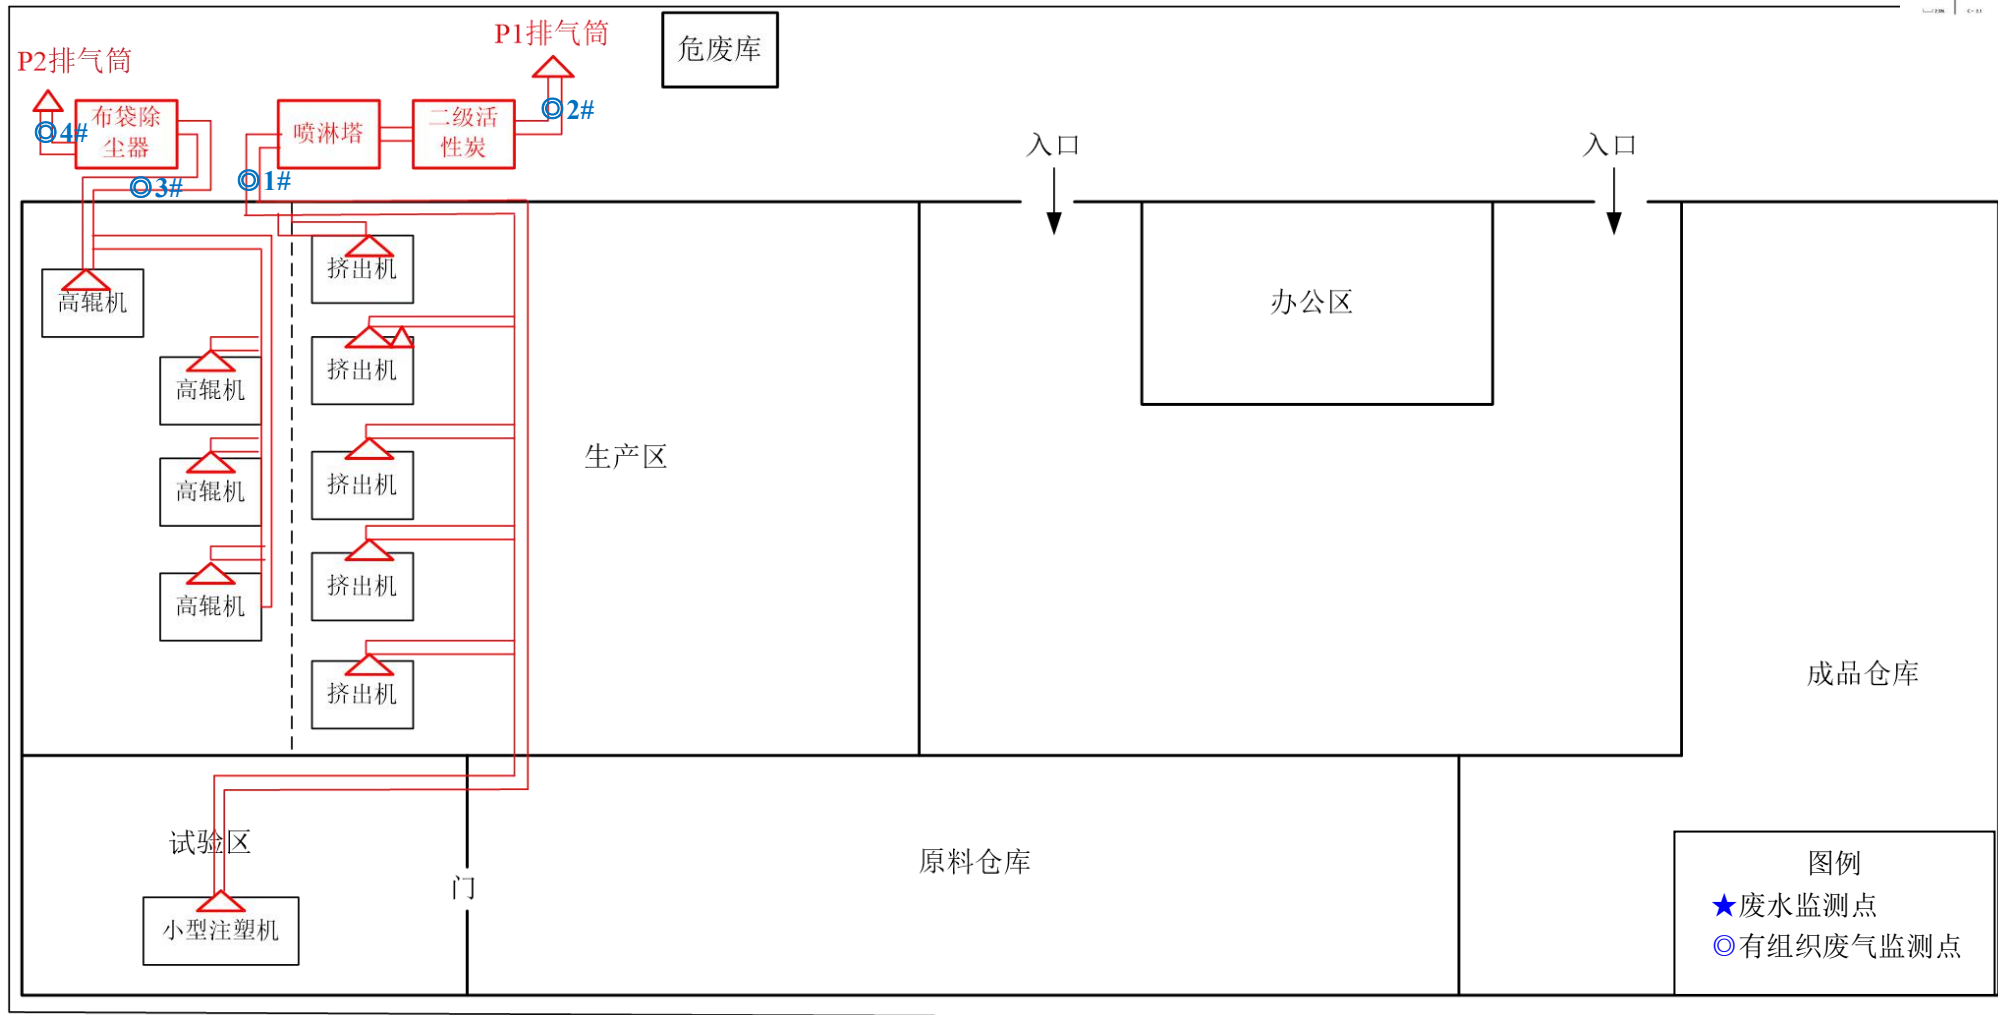 P1排气筒
危废库
P2排气筒
布袋除
尘器
喷淋塔
二级活
性炭
◎2#
◎4#
◎3#
◎1#
入口
入口
挤出机
高辊机
办公区
挤出机
高辊机
生产区
挤出机
高辊机
挤出机
高辊机
挤出机
成品仓库
试验区
原料仓库
门
小型注塑机
图例
★废水监测点
◎有组织废气监测点